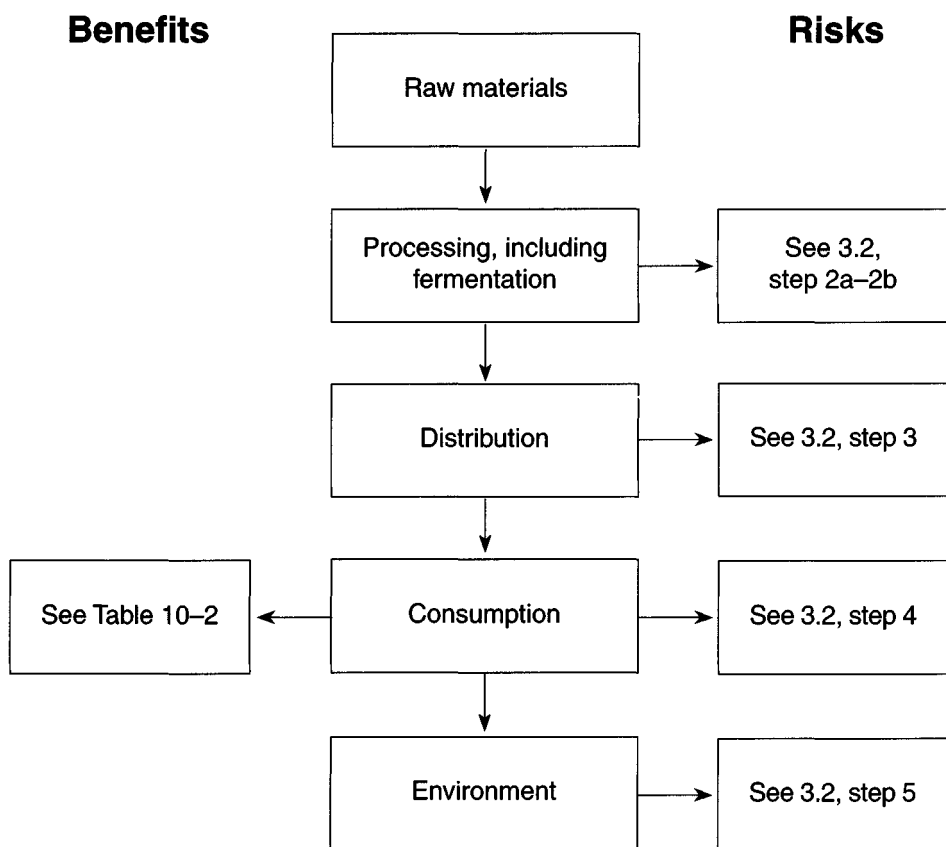 Benefits
Risks
Raw materials
Processing, including
fermentation
See 3.2,
step 2a–2b
Distribution
See 3.2, step 3
See Table 10–2
Consumption
See 3.2, step 4
Environment
See 3.2, step 5